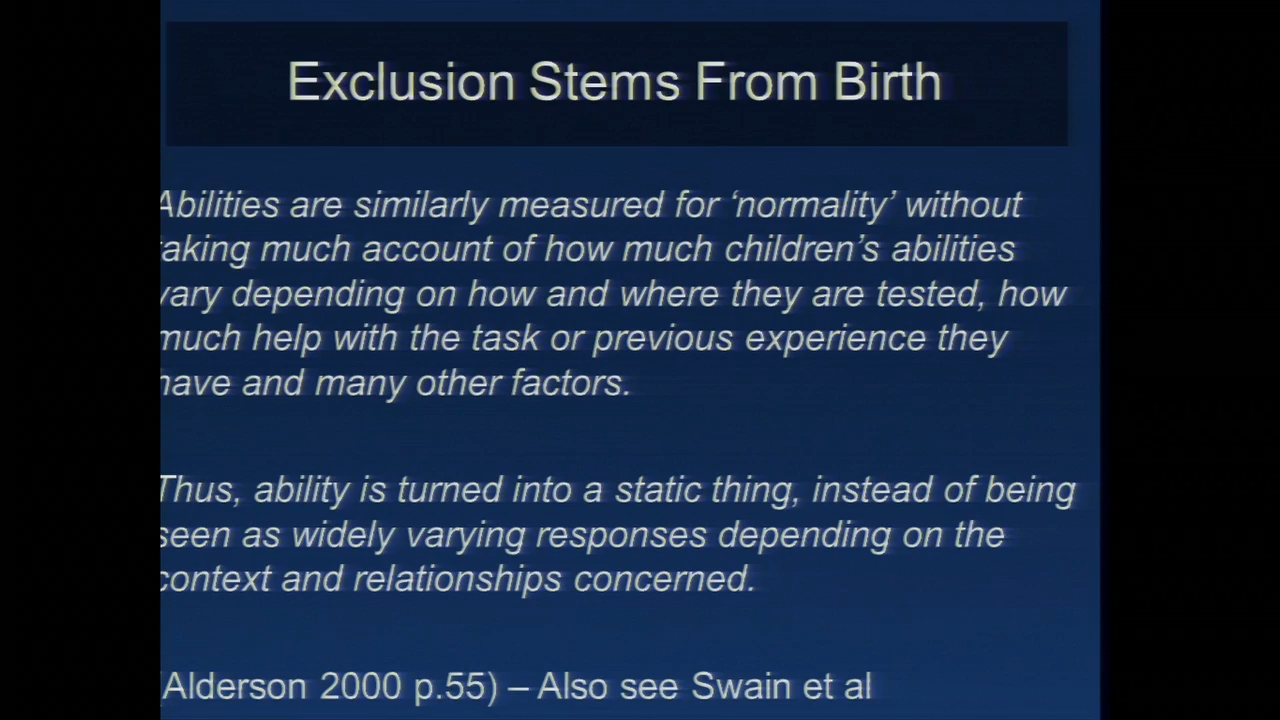 Exclusion Stems From Birth
Abilities are similarly measured for ‘normality’ without
taking much account of how much children’s abilities
vary depending on how and where they are tested, how
much help with the task or previous experience they
have and many other factors.
Thus, ability is turned into a static thing, instead of being
seen as widely varying responses depending on the
context and relationships concerned.
(Alderson 2000 p.55) – Also see Swain et al